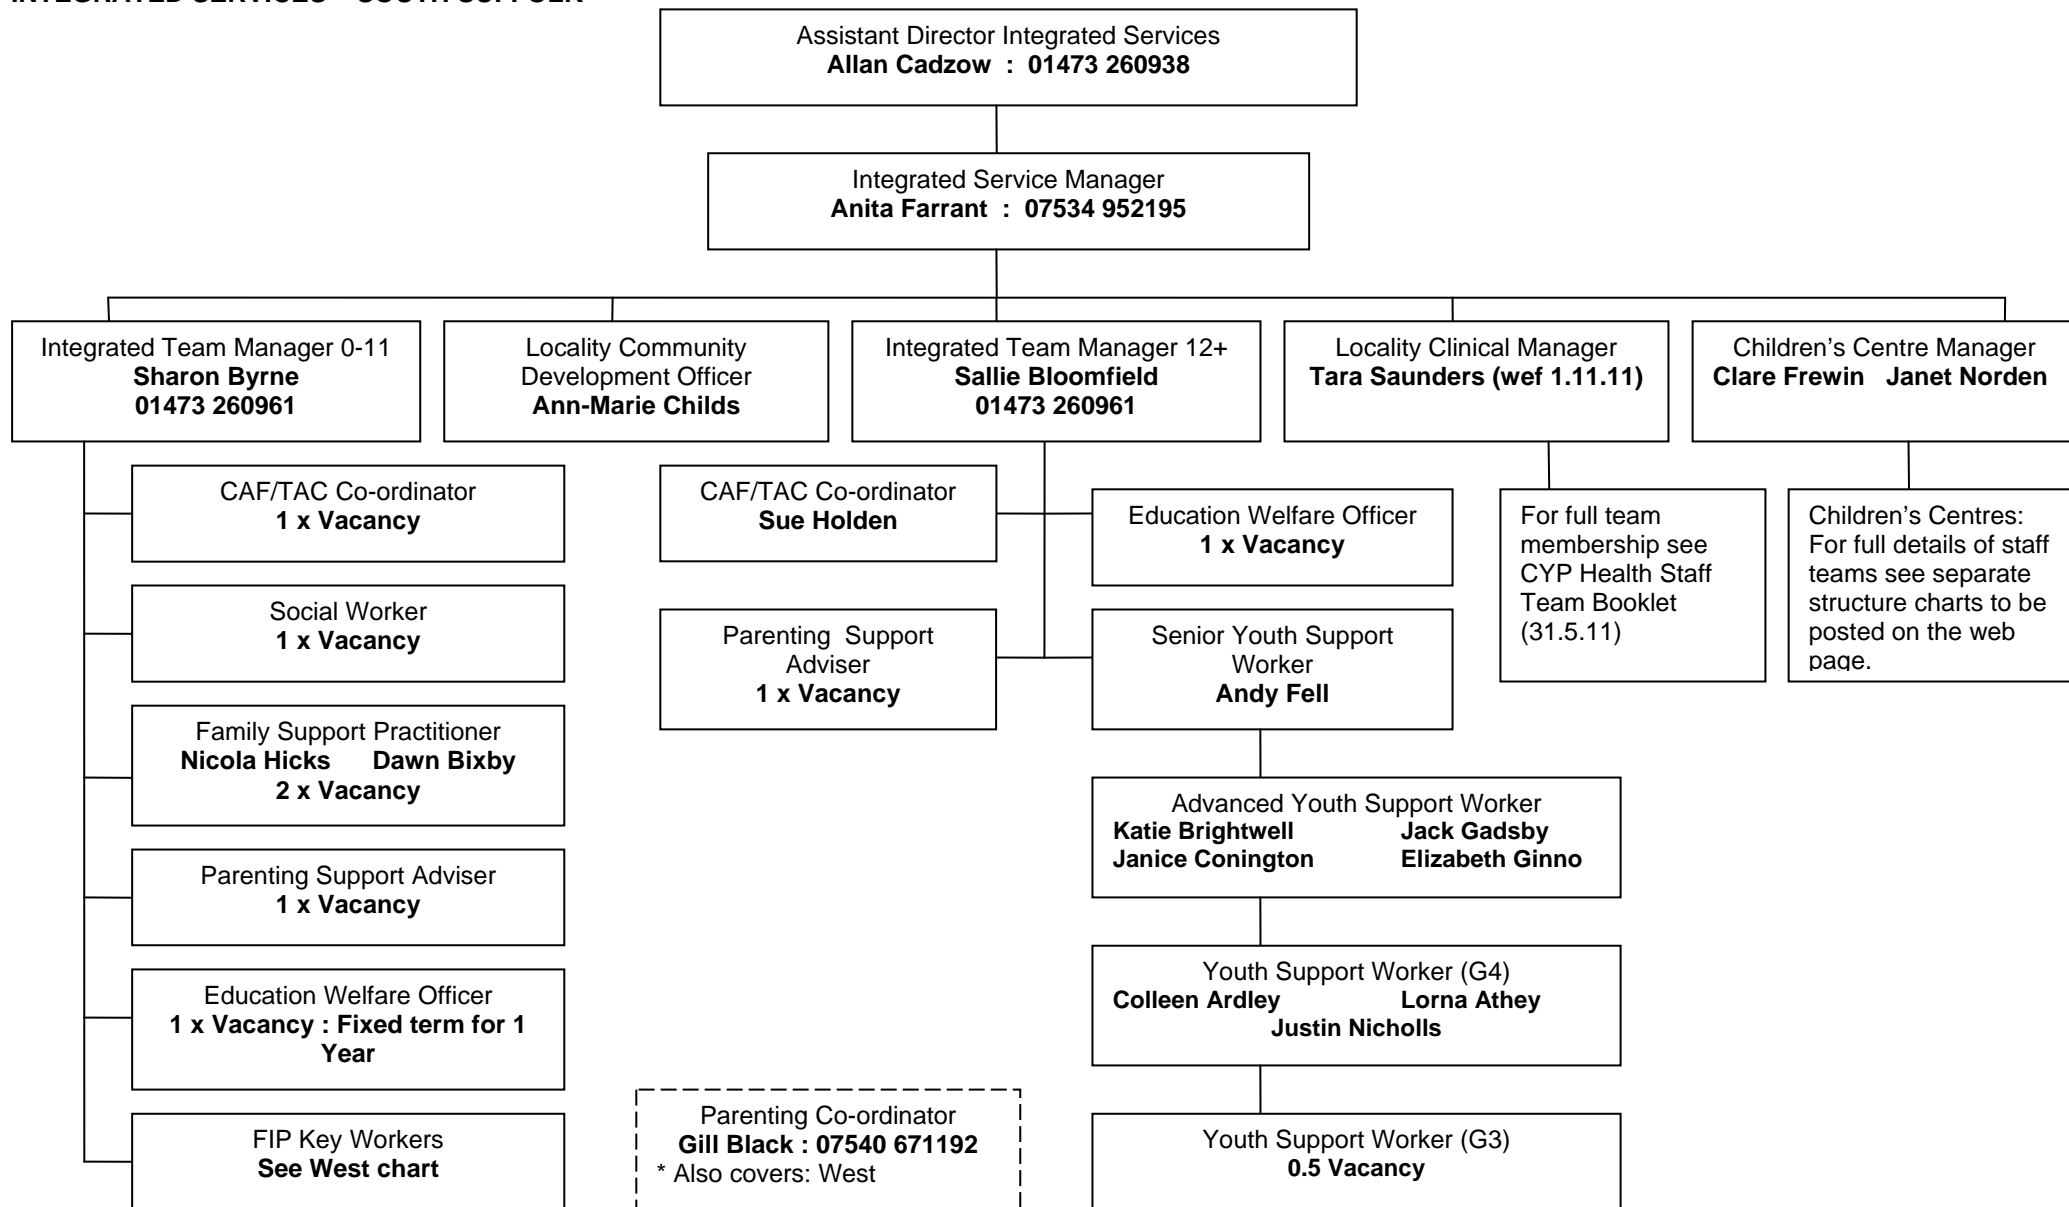 INTEGRATED SERVICES – SOUTH SUFFOLK
Assistant Director Integrated Services
Allan Cadzow : 01473 260938
Integrated Service Manager
Anita Farrant : 07534 952195
Integrated Team Manager 0-11
Sharon Byrne
01473 260961
Locality Community
Development Officer
Ann-Marie Childs
Integrated Team Manager 12+
Sallie Bloomfield
01473 260961
Locality Clinical Manager
Tara Saunders (wef 1.11.11)
Children's Centre Manager
Clare Frewin Janet Norden
CAF/TAC Co-ordinator
1 x Vacancy
Social Worker
1 x Vacancy
Family Support Practitioner
Nicola Hicks Dawn Bixby
2 x Vacancy
Parenting Support Adviser
1 x Vacancy
Education Welfare Officer
1 x Vacancy : Fixed term for 1
Year
FIP Key Workers
See West chart
CAF/TAC Co-ordinator
Sue Holden
Education Welfare Officer
1 x Vacancy
Parenting Support
Adviser
1 x Vacancy
Senior Youth Support
Worker
Andy Fell
Advanced Youth Support Worker
Katie Brightwell Jack Gadsby
Janice Conington Elizabeth Ginno
Youth Support Worker (G4)
Colleen Ardley Lorna Athey
Justin Nicholls
Youth Support Worker (G3)
0.5 Vacancy
Parenting Co-ordinator
Gill Black : 07540 671192
* Also covers: West
For full team
membership see
CYP Health Staff
Team Booklet
(31.5.11)
Children's Centres:
For full details of staff
teams see separate
structure charts to be
posted on the web
page.